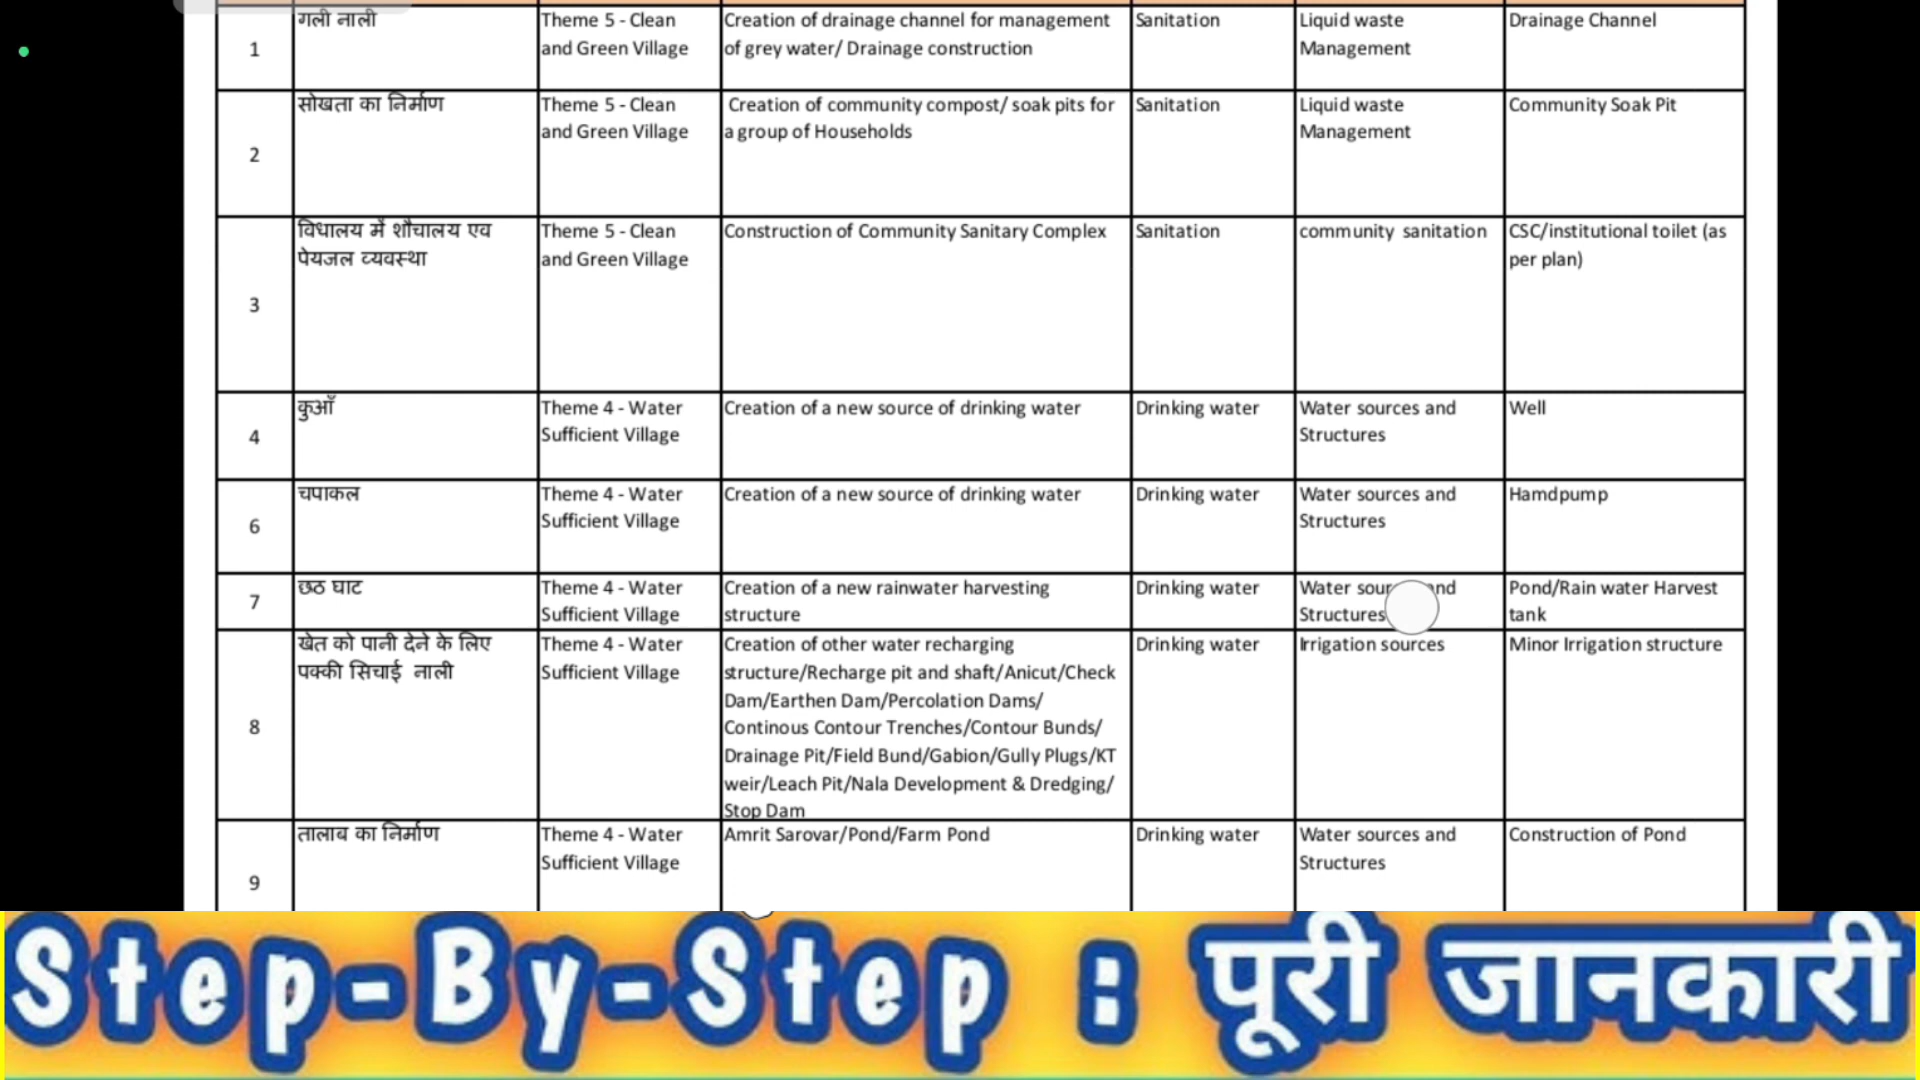 गली नाली
Theme 5 - Clean
Creation of drainage channel for management
Sanitation
Liquid waste
Drainage Channel
1
and Green Village
of grey water/ Drainage construction
Management
सोखता का निर्माण
Theme 5 - Clean
Creation of community compost/ soak pits for
Sanitation
Liquid waste
Community Soak Pit
and Green Village
a group of Households
Management
2
विधालय में शौचालय एव
Theme 5 - Clean
Construction of Community Sanitary Complex
Sanitation
community sanitation
CSC/institutional toilet (as
पेयजल व्यवस्था
and Green Village
per plan)
3
कुआँ
Theme 4 - Water
Creation of a new source of drinking water
Drinking water
Water sources and
Well
4
Sufficient Village
Structures
चपाकल
Theme 4 - Water
Creation of a new source of drinking water
Drinking water
Water sources and
Hamdpump
6
Sufficient Village
Structures
छठ घाट
Theme 4 - Water
Creation of a new rainwater harvesting
Drinking water
Water
Pond/Rain water Harvest
7
Sufficient Village
structure
Structures
tank
खेत को पानी देने के लिए
Theme 4 - Water
Creation of other water recharging
Drinking water
Irrigation sources
Minor Irrigation structure
पक्की सिचाई नाली
Sufficient Village
structure/Recharge pit and shaft/Anicut/Check
Dam/Earthen Dam/Percolation Dams/
8
Continous Contour Trenches/Contour Bunds/
Drainage Pit/Field Bund/Gabion/Gully Plugs/KT
weir/Leach Pit/Nala Development & Dredging/
Stop Dam
तालाब का निर्माण
Theme 4 - Water
Amrit Sarovar/Pond/Farm Pond
Drinking water
Water sources and
Construction of Pond
9
Sufficient Village
Structures
Step-By-Step : पूरी जानकारी